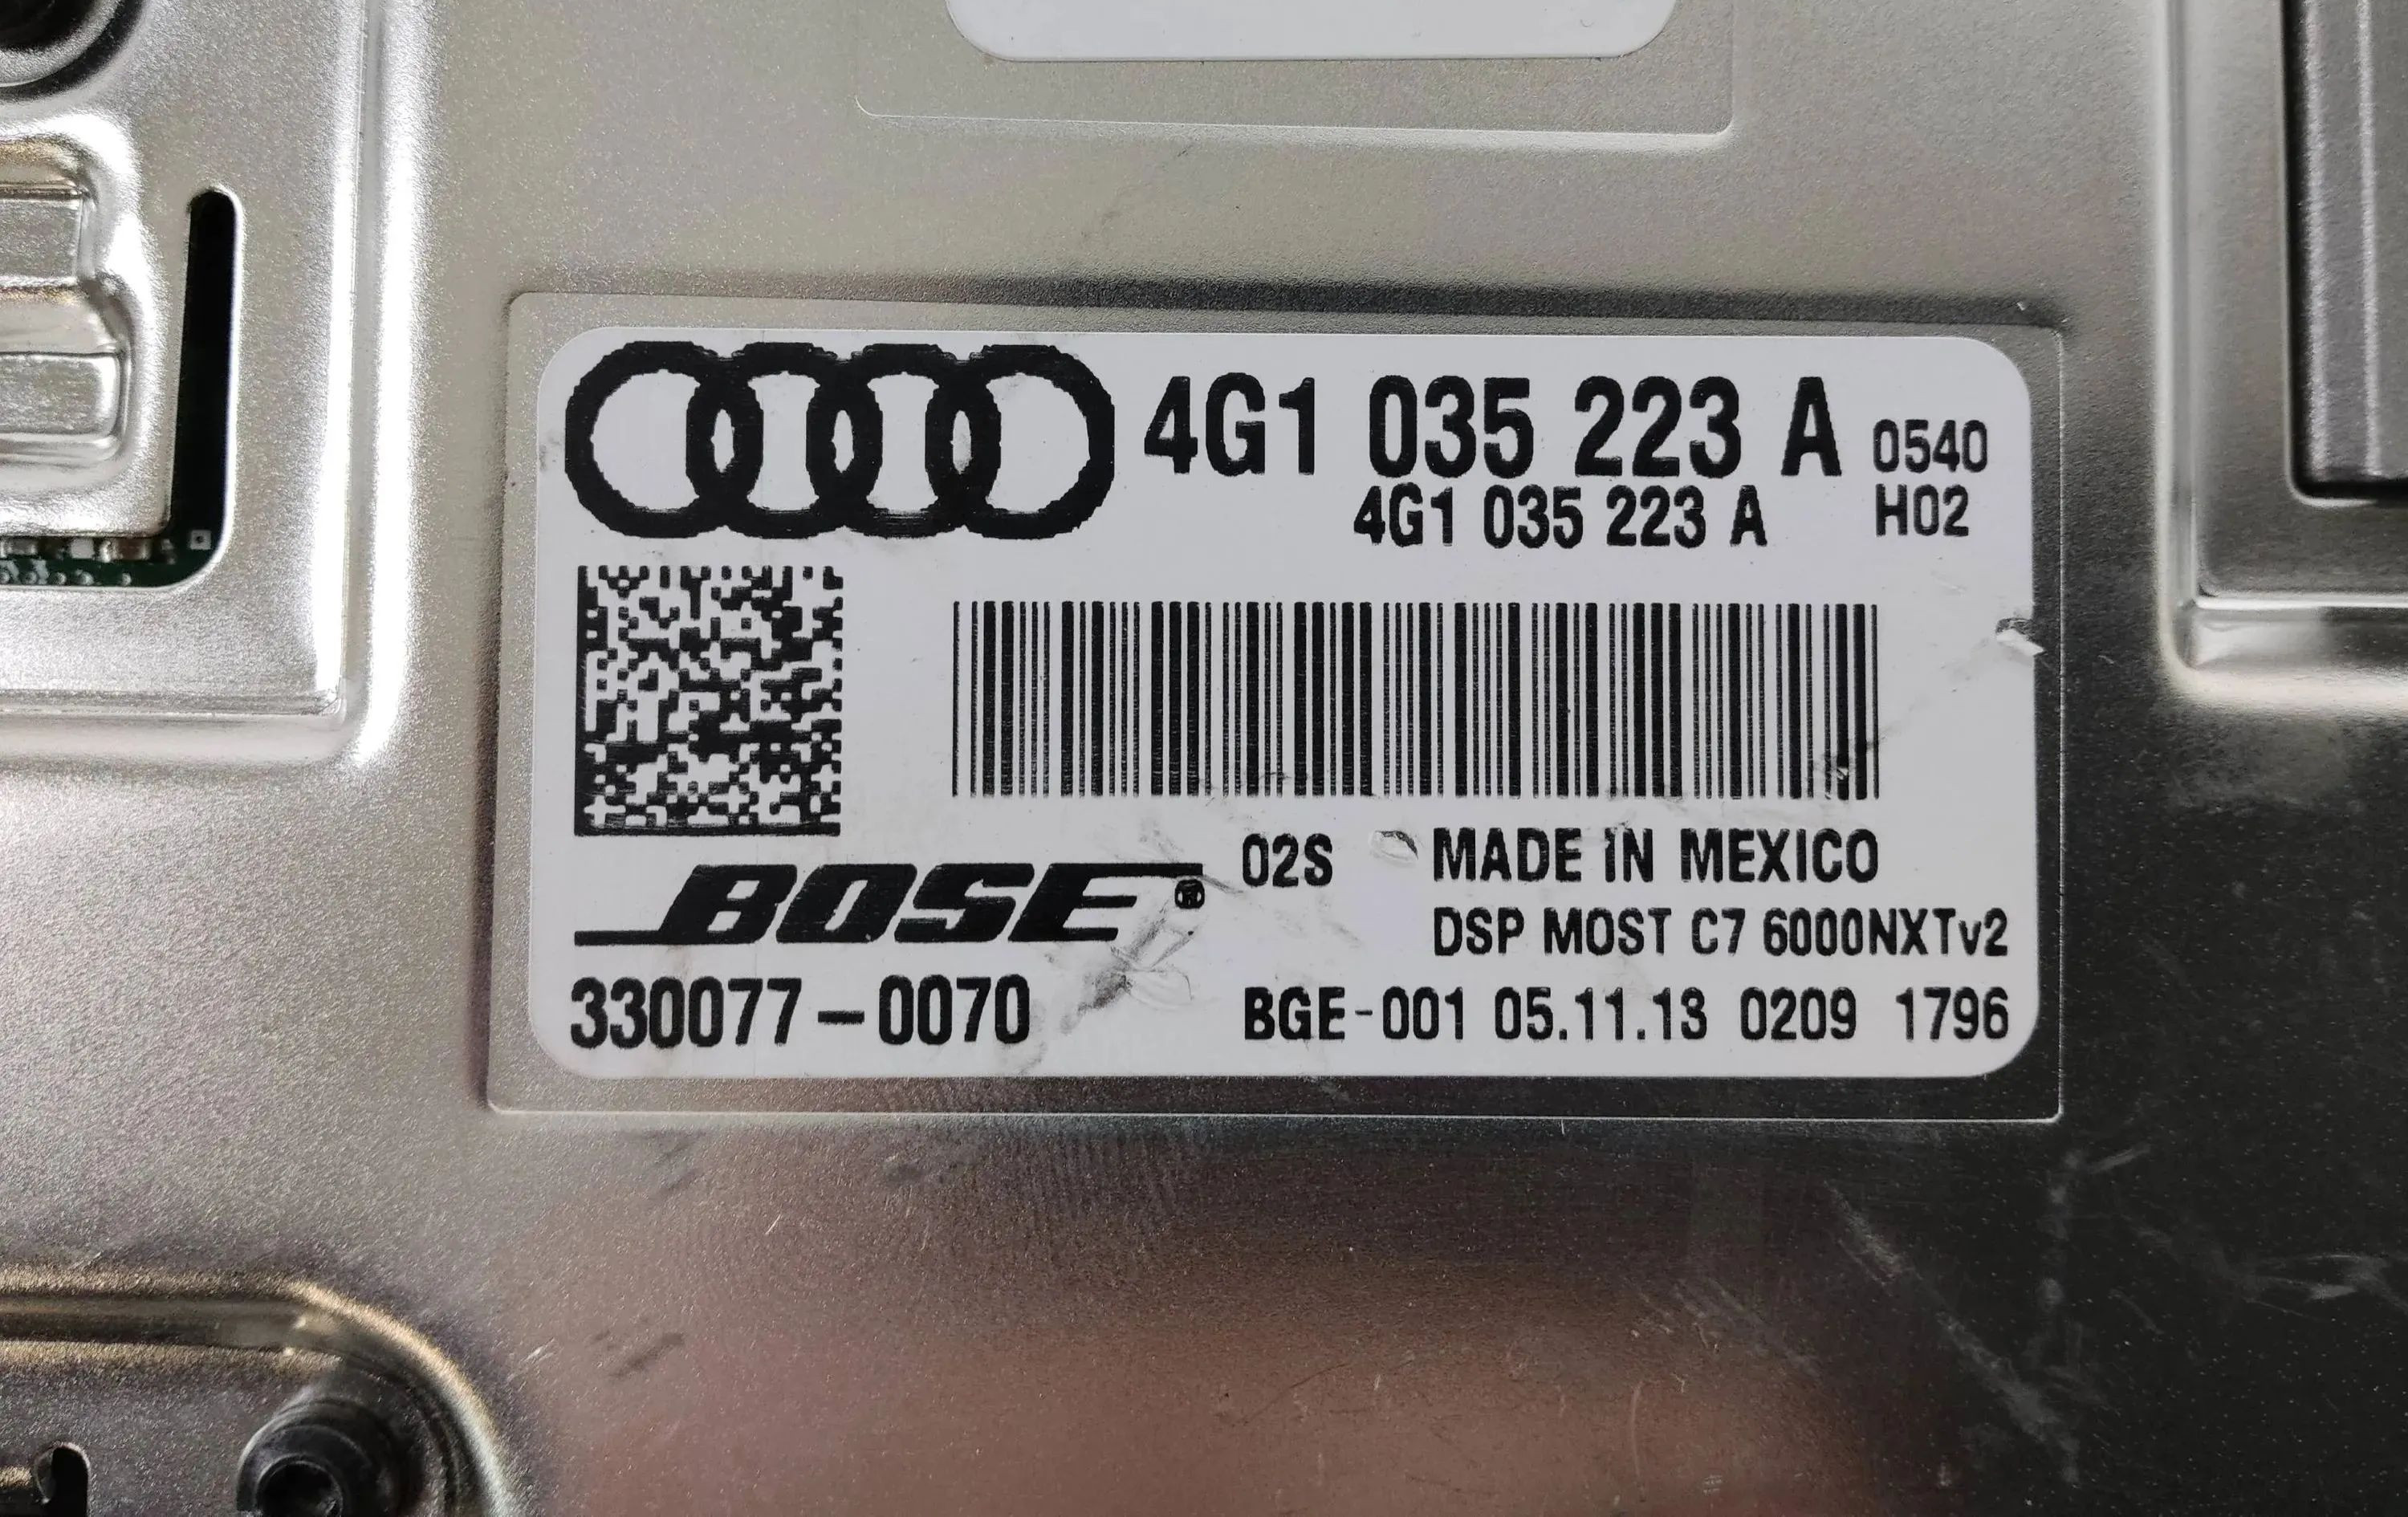 4G1 035 223 A 0540
4G1 035 223 A H02
02S MADE IN MEXICO
BOSE®
DSP MOST C7 6000NXTv2
330077-0070 BGE-001 05.11.13 0209 1796